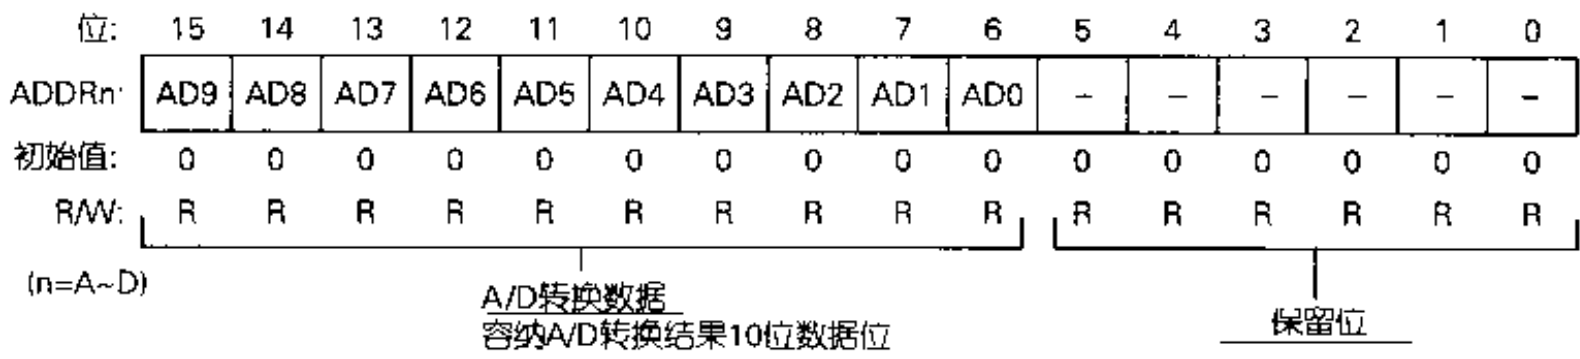 位: 15 14 13 12 11 10 9 8 7 6 5 4 3 2 1 0
ADDRn: AD9 AD8 AD7 AD6 AD5 AD4 AD3 AD2 AD1 AD0 - - - - - -
初始值: 0 0 0 0 0 0 0 0 0 0 0 0 0 0 0 0
R/W: R R R R R R R R R R R R R R R R
(n=A~D)
A/D转换数据
容纳A/D转换结果10位数据位
保留位